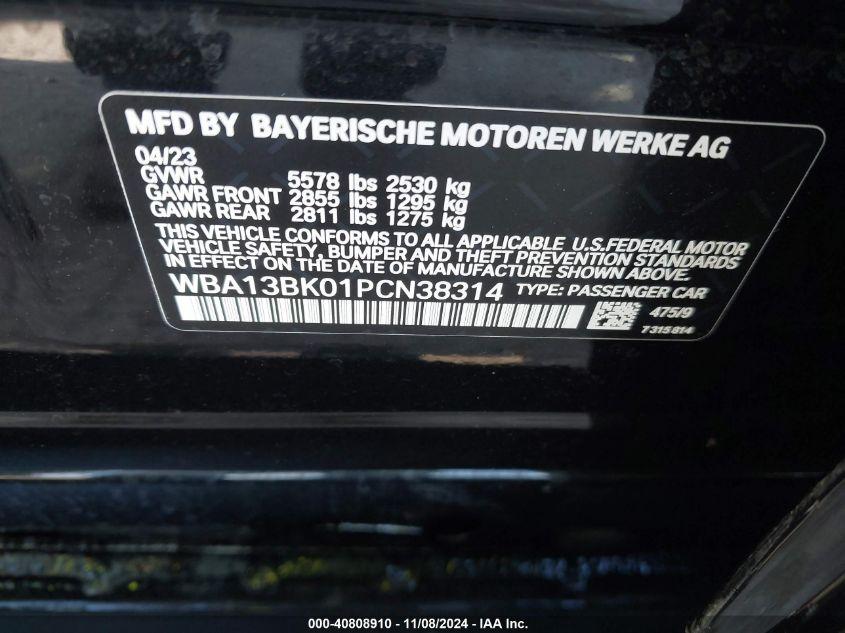 MFD BY BAYERISCHE MOTOREN WERKE AG
04/23
GVWR 5578 lbs 2530 kg
GAWR FRONT 2855 lbs 1295 kg
GAWR REAR 2811 lbs 1275 kg
THIS VEHICLE CONFORMS TO ALL APPLICABLE U.S.FEDERAL MOTOR
VEHICLE SAFETY, BUMPER AND THEFT PREVENTION STANDARDS
IN EFFECT ON THE DATE OF MANUFACTURE SHOWN ABOVE.
WBA13BK01PCN38314 TYPE: PASSENGER CAR
475/9
7 315 814
000-40808910 - 11/08/2024 - IAA Inc.